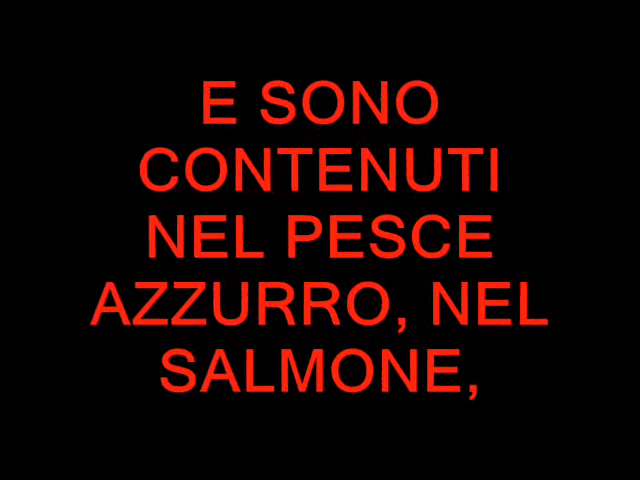 E SONO
CONTENUTI
NEL PESCE
AZZURRO, NEL
SALMONE,